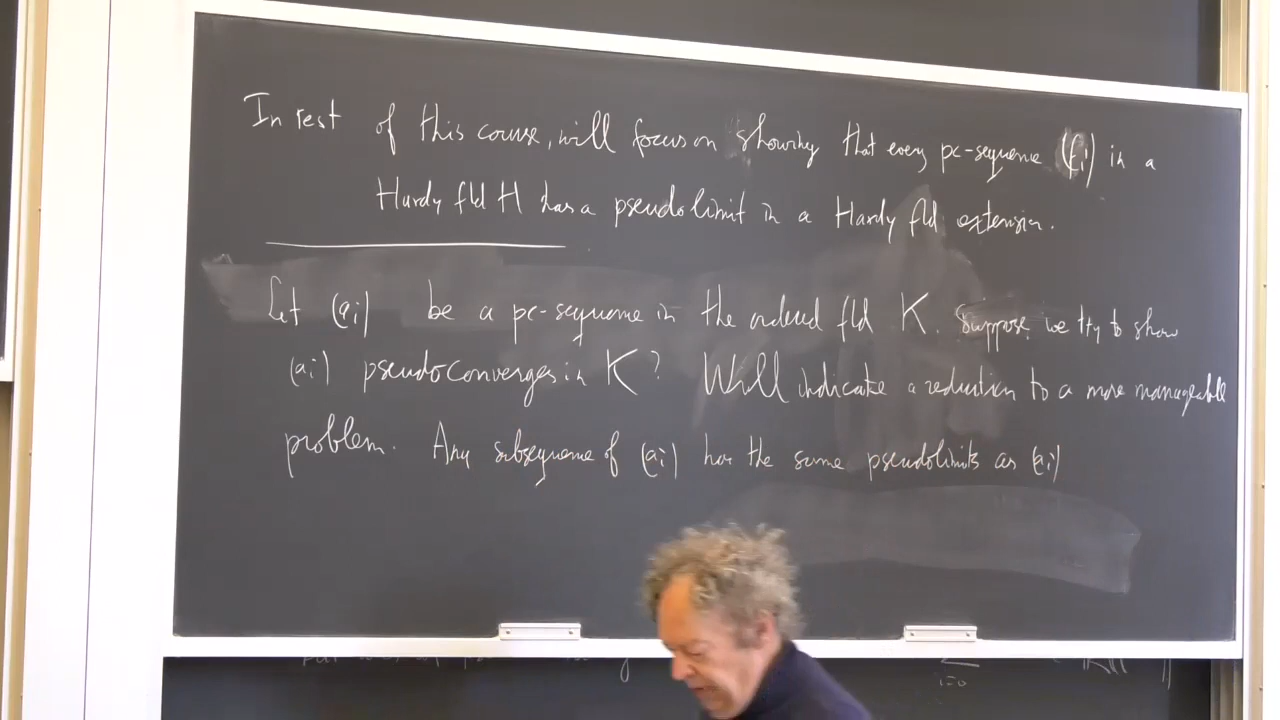 In rest of this course, will focus on showing that every pc-sequence (fᵢ) in a
Hardy fld H has a pseudolimit in a Hardy fld extension.
Let (aᵢ) be a pc-sequence in the ordered fld K. Suppose we try to show
(aᵢ) pseudoconverges in K? Will indicate a reduction to a more manageable
problem. Any subsequence of (aᵢ) has the same pseudolimits as (aᵢ)
i=0